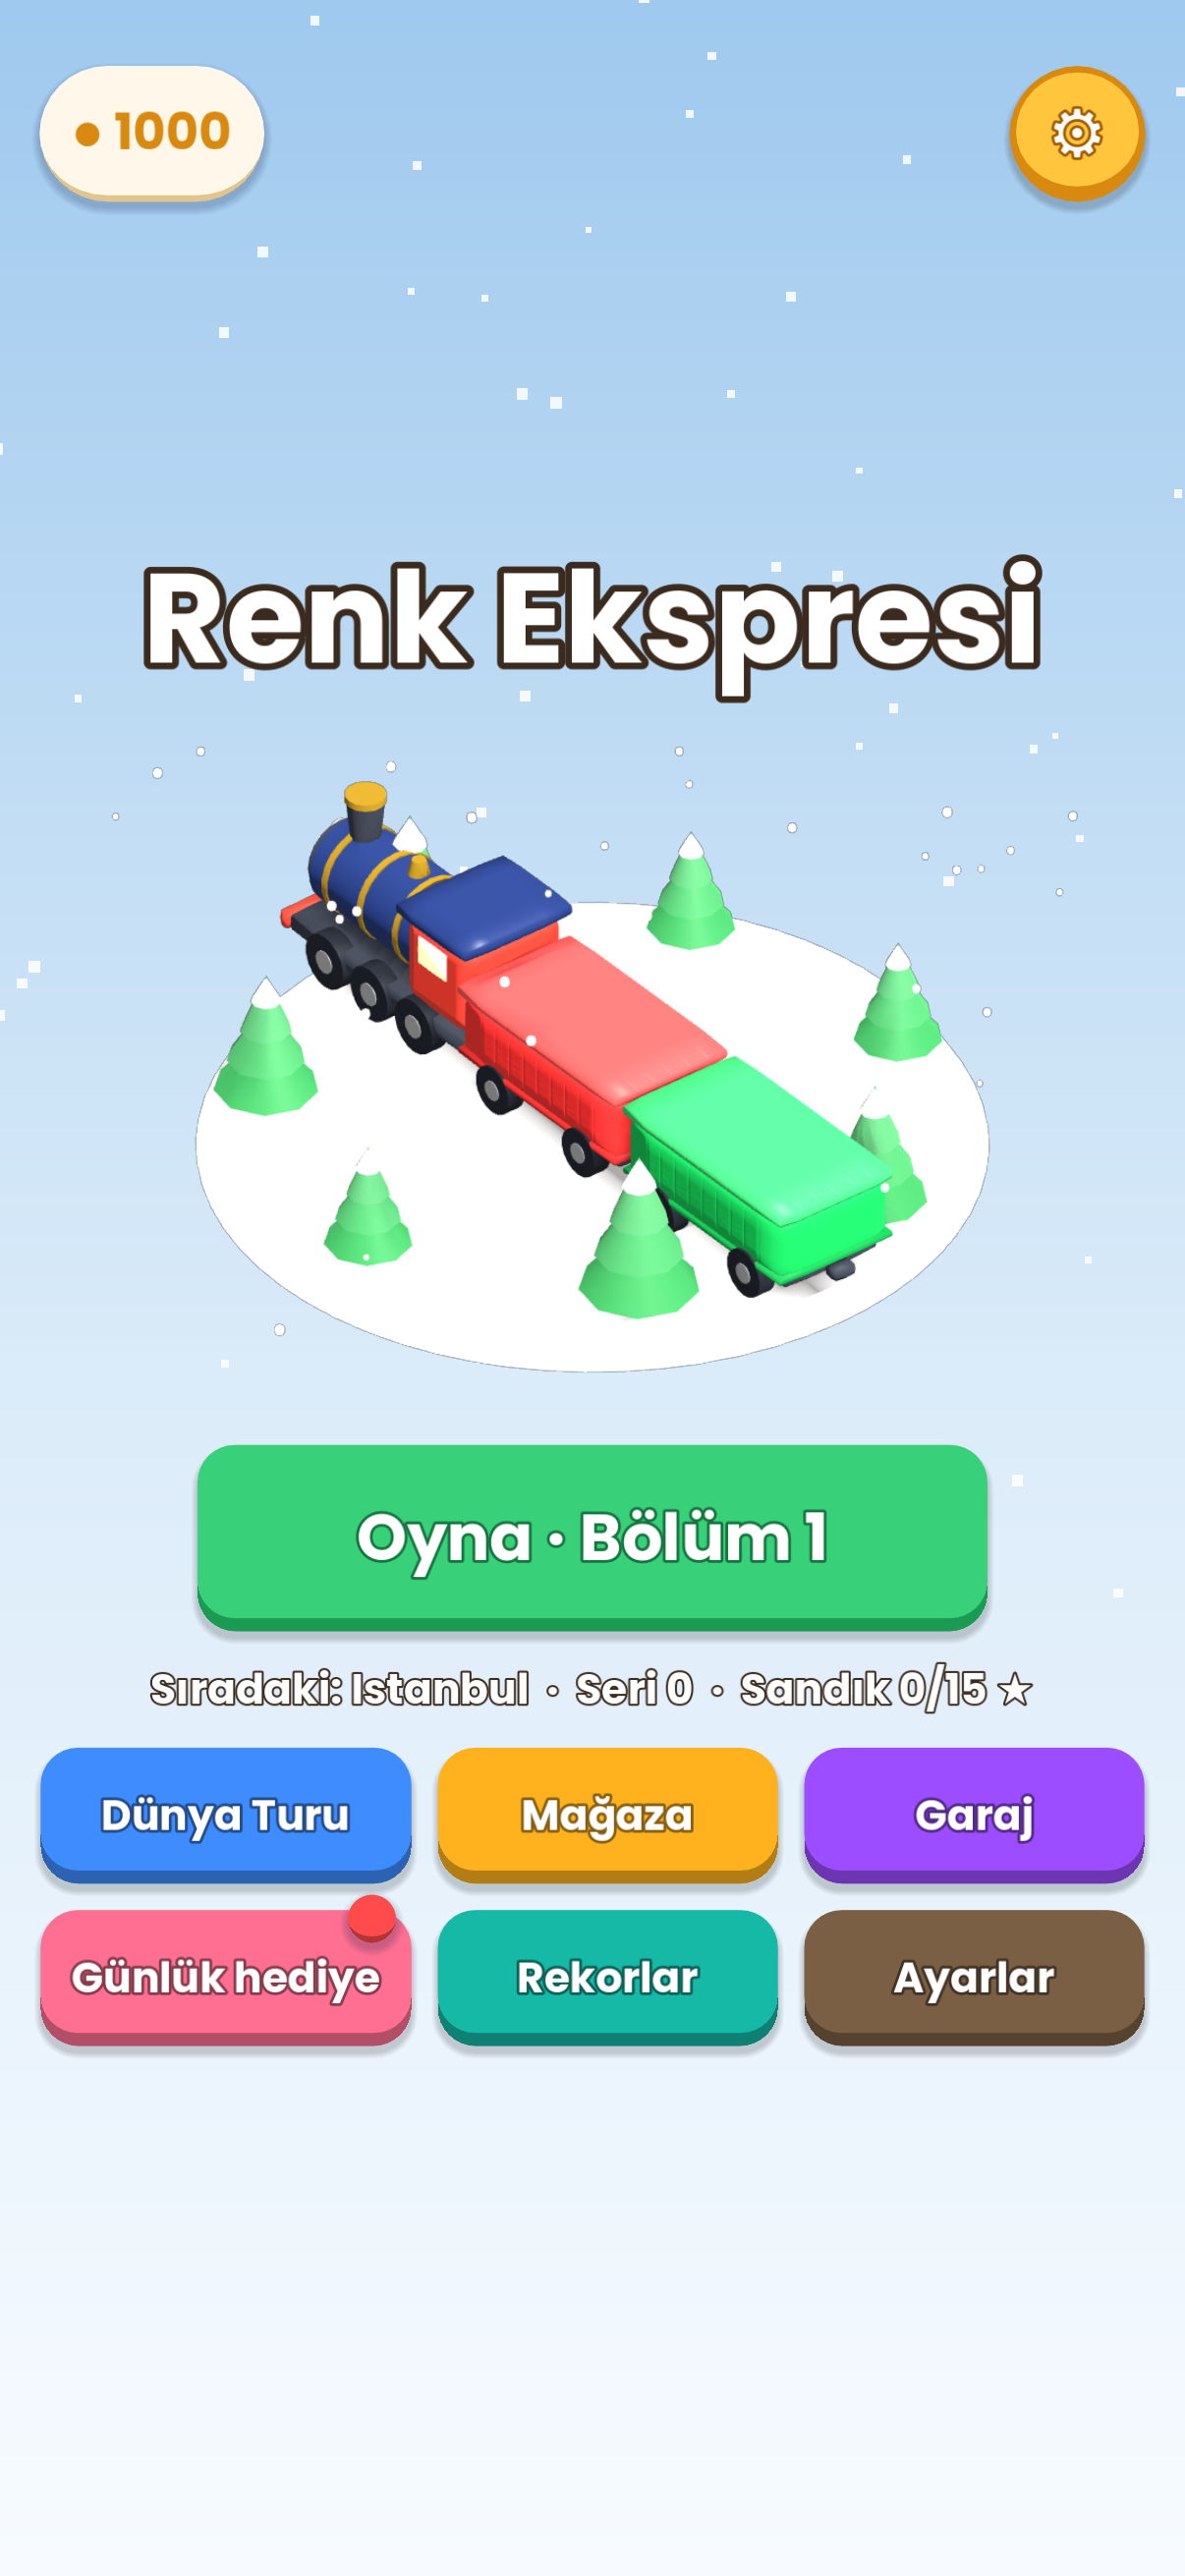 1000
Renk Ekspresi
Oyna · Bölüm 1
Sıradaki: Istanbul · Seri 0 · Sandık 0/15 ★
Dünya Turu
Mağaza
Garaj
Günlük hediye
Rekorlar
Ayarlar